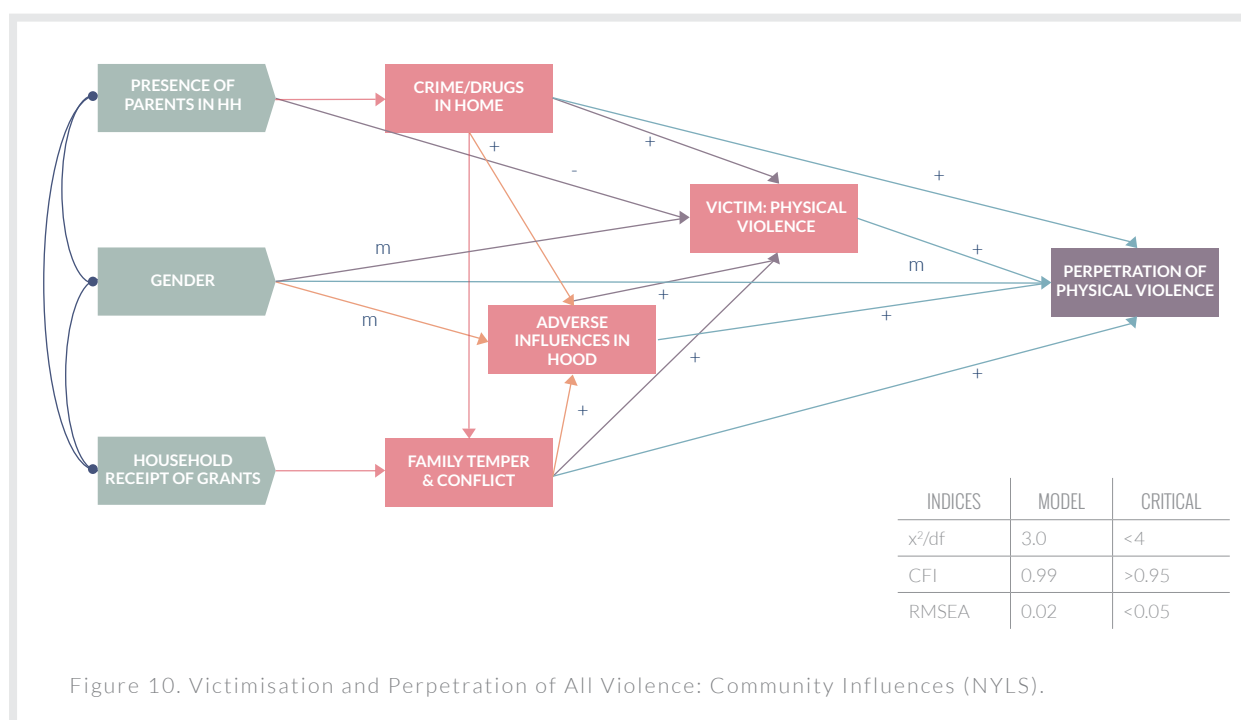 PRESENCE OF
PARENTS IN HH
CRIME/DRUGS
IN HOME
+
+
-
+
VICTIM: PHYSICAL
VIOLENCE
m
+
m
GENDER
PERPETRATION OF
PHYSICAL VIOLENCE
+
m
+
ADVERSE
INFLUENCES IN
HOOD
+
+
+
HOUSEHOLD
RECEIPT OF GRANTS
FAMILY TEMPER
& CONFLICT
INDICES MODEL CRITICAL
x²/df 3.0 <4
CFI 0.99 >0.95
RMSEA 0.02 <0.05
Figure 10. Victimisation and Perpetration of All Violence: Community Influences (NYLS).